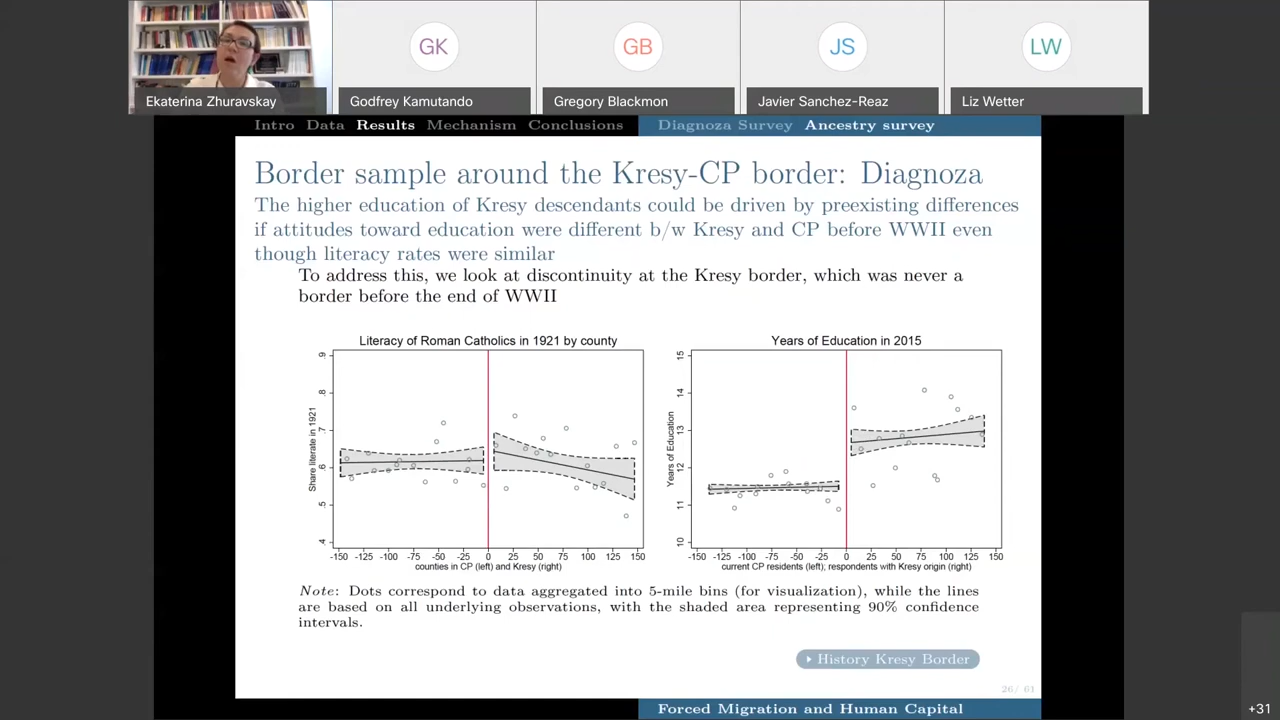 GK
GB
JS
LW
Ekaterina Zhuravskay
Godfrey Kamutando
Gregory Blackmon
Javier Sanchez-Reaz
Liz Wetter
Intro Data Results Mechanism Conclusions
Diagnoza Survey Ancestry survey
Border sample around the Kresy-CP border: Diagnoza
The higher education of Kresy descendants could be driven by preexisting differences
if attitudes toward education were different b/w Kresy and CP before WWII even
though literacy rates were similar
To address this, we look at discontinuity at the Kresy border, which was never a
border before the end of WWII
Literacy of Roman Catholics in 1921 by county
Share literate in 1921
.9
.8
.7
.6
.5
.4
-150 -125 -100 -75 -50 -25 0 25 50 75 100 125 150
counties in CP (left) and Kresy (right)
Years of Education in 2015
Years of Education
15
14
13
12
11
10
-150 -125 -100 -75 -50 -25 0 25 50 75 100 125 150
current CP residents (left); respondents with Kresy origin (right)
Note: Dots correspond to data aggregated into 5-mile bins (for visualization), while the lines
are based on all underlying observations, with the shaded area representing 90% confidence
intervals.
History Kresy Border
26/ 61
Forced Migration and Human Capital
+31